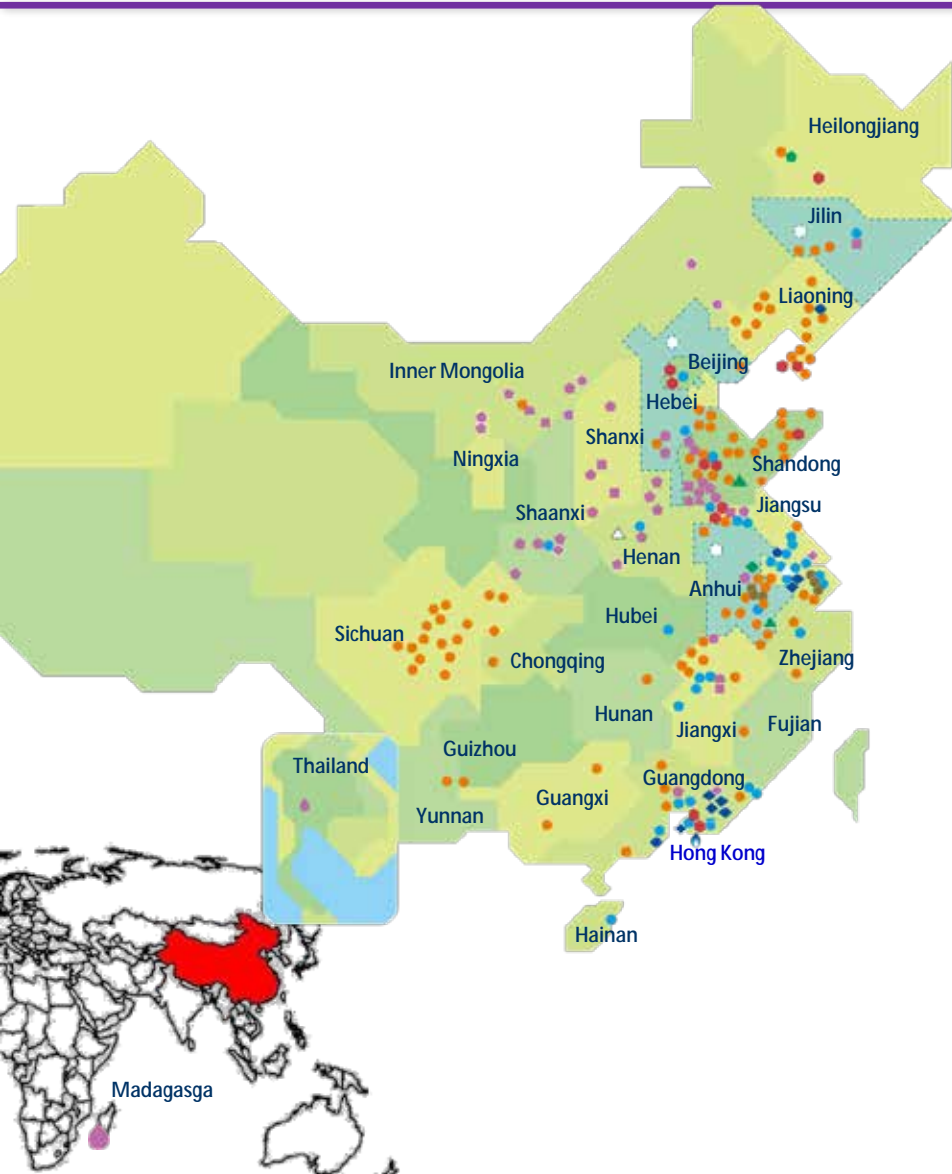 Heilongjiang
Jilin
Liaoning
Beijing
Inner Mongolia
Hebei
Shanxi
Ningxia
Shandong
Jiangsu
Shaanxi
Henan
Anhui
Hubei
Sichuan
Chongqing
Zhejiang
Hunan
Jiangxi
Fujian
Guizhou
Thailand
Guangdong
Guangxi
Yunnan
Hong Kong
Hainan
Madagasga